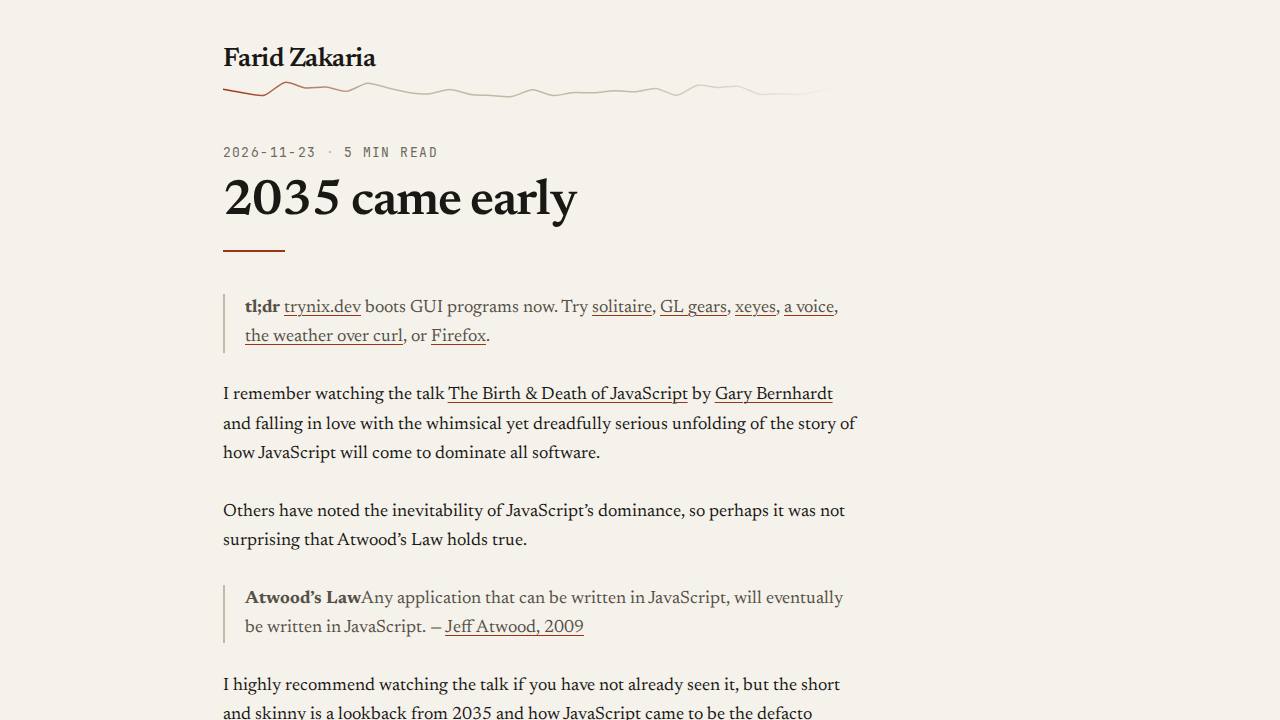 Farid Zakaria
2026-11-23 · 5 MIN READ
2035 came early
tl;dr trynix.dev boots GUI programs now. Try solitaire, GL gears, xeyes, a voice,
the weather over curl, or Firefox.
I remember watching the talk The Birth & Death of JavaScript by Gary Bernhardt
and falling in love with the whimsical yet dreadfully serious unfolding of the story of
how JavaScript will come to dominate all software.
Others have noted the inevitability of JavaScript’s dominance, so perhaps it was not
surprising that Atwood’s Law holds true.
Atwood’s LawAny application that can be written in JavaScript, will eventually
be written in JavaScript. — Jeff Atwood, 2009
I highly recommend watching the talk if you have not already seen it, but the short
and skinny is a lookback from 2035 and how JavaScript came to be the defacto